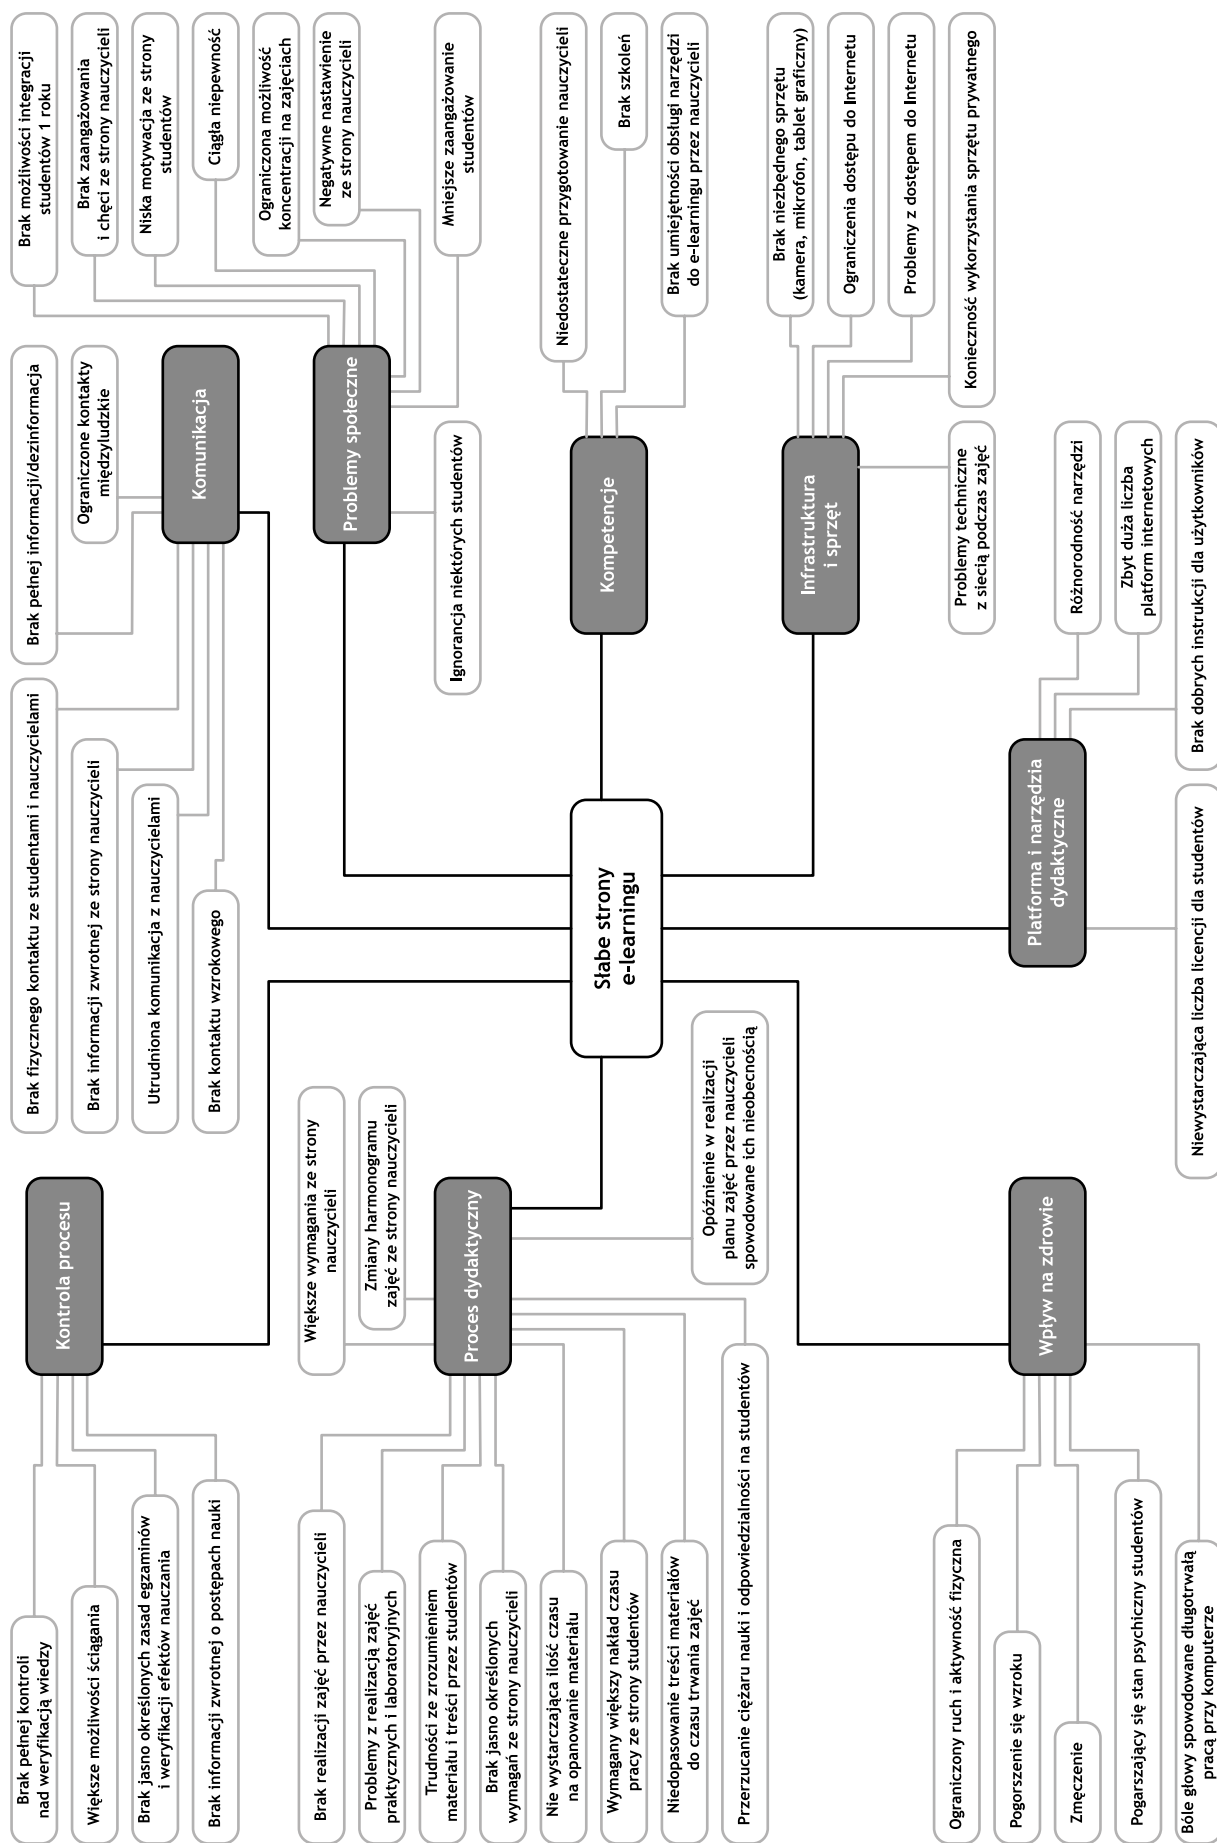 Słabe strony
e-learningu
Kontrola procesu
Brak pełnej kontroli
nad weryfikacją wiedzy
Większe możliwości ściągania
Brak jasno określonych zasad egzaminów
i weryfikacji efektów nauczania
Brak informacji zwrotnej o postępach nauki
Komunikacja
Brak fizycznego kontaktu ze studentami i nauczycielami
Brak informacji zwrotnej ze strony nauczycieli
Utrudniona komunikacja z nauczycielami
Brak kontaktu wzrokowego
Brak pełnej informacji/dezinformacja
Ograniczone kontakty
międzyludzkie
Problemy społeczne
Brak możliwości integracji
studentów 1 roku
Brak zaangażowania
i chęci ze strony nauczycieli
Niska motywacja ze strony
studentów
Ciągła niepewność
Ograniczona możliwość
koncentracji na zajęciach
Negatywne nastawienie
ze strony nauczycieli
Mniejsze zaangażowanie
studentów
Ignorancja niektórych studentów
Proces dydaktyczny
Większe wymagania ze strony
nauczycieli
Zmiany harmonogramu
zajęć ze strony nauczycieli
Opóźnienie w realizacji
planu zajęć przez nauczycieli
spowodowane ich nieobecnością
Brak realizacji zajęć przez nauczycieli
Problemy z realizacją zajęć
praktycznych i laboratoryjnych
Trudności ze zrozumieniem
materiału i treści przez studentów
Brak jasno określonych
wymagań ze strony nauczycieli
Nie wystarczająca ilość czasu
na opanowanie materiału
Wymagany większy nakład czasu
pracy ze strony studentów
Niedopasowanie treści materiałów
do czasu trwania zajęć
Przerzucanie ciężaru nauki i odpowiedzialności na studentów
Kompetencje
Niedostateczne przygotowanie nauczycieli
Brak szkoleń
Brak umiejętności obsługi narzędzi
do e-learningu przez nauczycieli
Infrastruktura
i sprzęt
Brak niezbędnego sprzętu
(kamera, mikrofon, tablet graficzny)
Ograniczenia dostępu do Internetu
Problemy z dostępem do Internetu
Konieczność wykorzystania sprzętu prywatnego
Problemy techniczne
z siecią podczas zajęć
Platforma i narzędzia
dydaktyczne
Różnorodność narzędzi
Zbyt duża liczba
platform internetowych
Brak dobrych instrukcji dla użytkowników
Niewystarczająca liczba licencji dla studentów
Wpływ na zdrowie
Ograniczony ruch i aktywność fizyczna
Pogorszenie się wzroku
Zmęczenie
Pogarszający się stan psychiczny studentów
Bóle głowy spowodowane długotrwałą
pracą przy komputerze